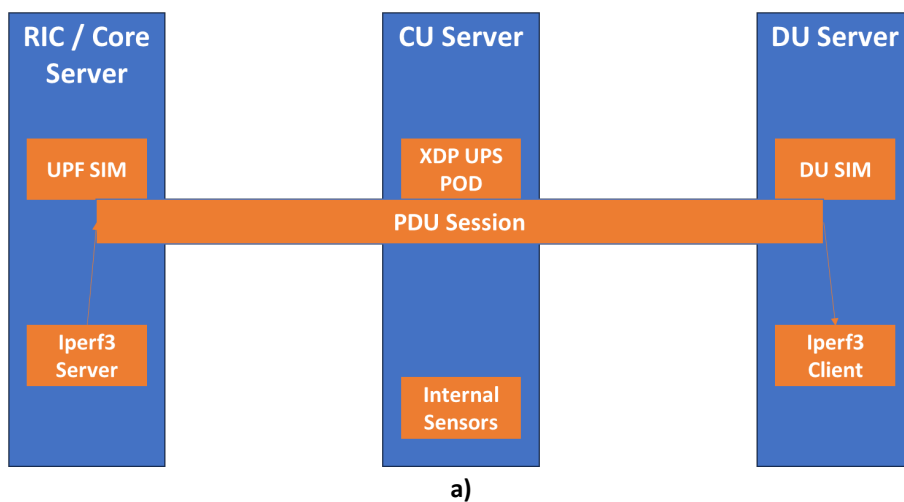 RIC / Core
Server
CU Server
DU Server
UPF SIM
XDP UPS
POD
DU SIM
PDU Session
Iperf3
Server
Iperf3
Client
Internal
Sensors
a)